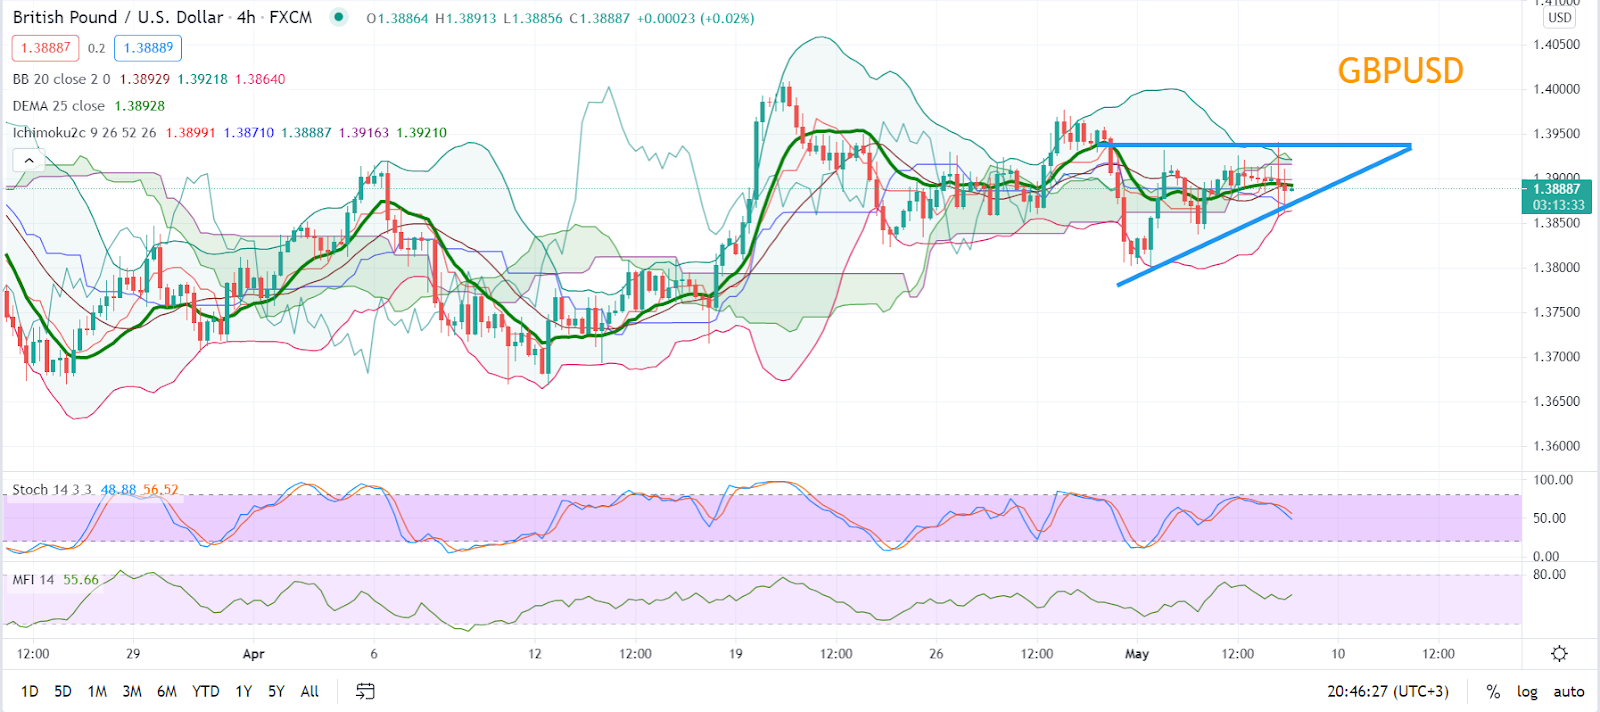 British Pound / U.S. Dollar · 4h · FXCM O1.38864 H1.38913 L1.38856 C1.38887 +0.00023 (+0.02%)
1.38887 0.2 1.38889
BB 20 close 2 0 1.38929 1.39218 1.38640
DEMA 25 close 1.38928
Ichimoku2c 9 26 52 26 1.38991 1.38710 1.38887 1.39163 1.39210
GBPUSD
1.41000
USD
1.40500
1.40000
1.39500
1.39000
1.38887
03:13:33
1.38500
1.38000
1.37500
1.37000
1.36500
1.36000
Stoch 14 3 3 48.88 56.52
100.00
50.00
0.00
MFI 14 55.66
80.00
12:00 29 Apr 6 12 12:00 19 12:00 26 12:00 May 12:00 10 12:00
1D 5D 1M 3M 6M YTD 1Y 5Y All 20:46:27 (UTC+3) % log auto